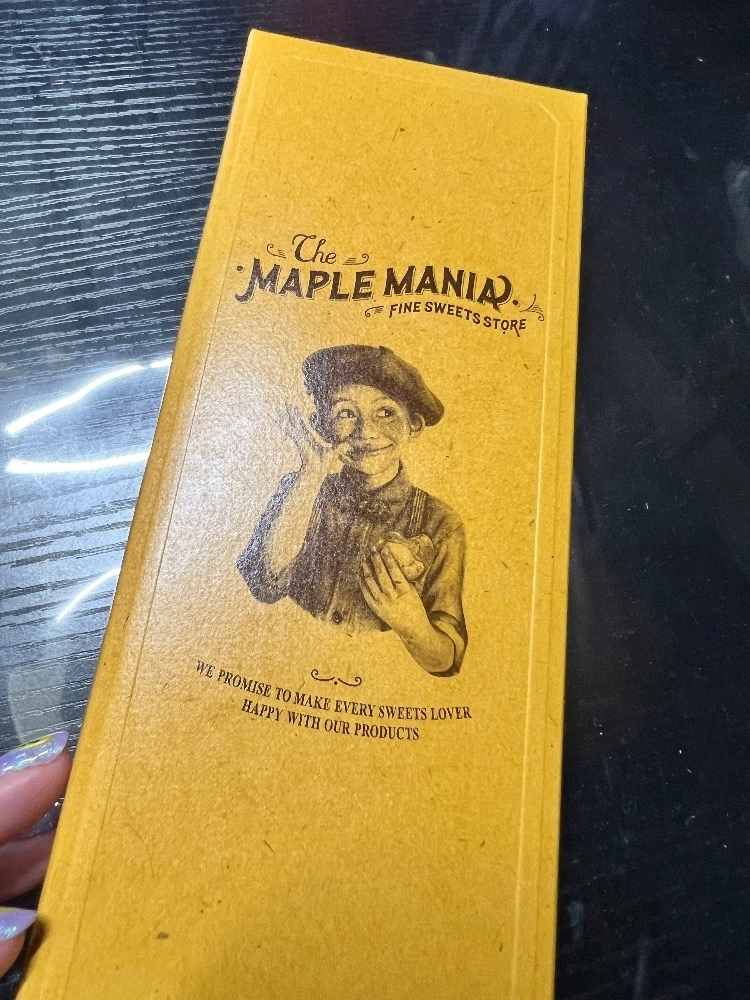 The
MAPLE MANIA
FINE SWEETS STORE
WE PROMISE TO MAKE EVERY SWEETS LOVER
HAPPY WITH OUR PRODUCTS